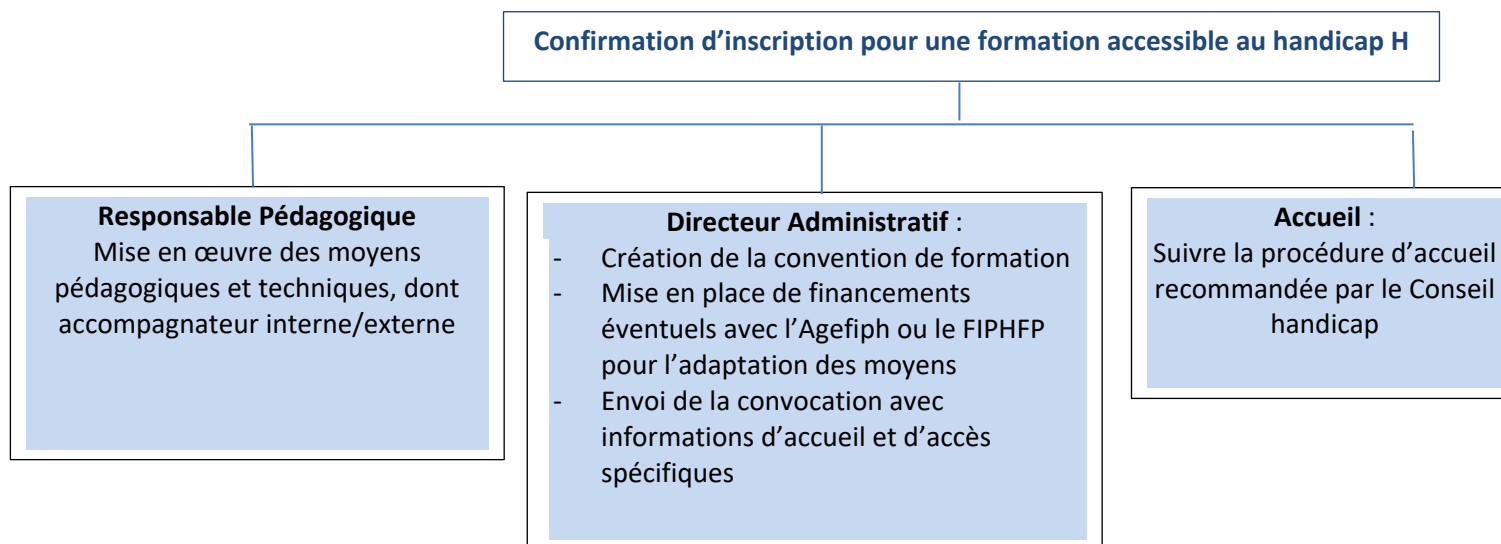 Confirmation d’inscription pour une formation accessible au handicap H
Responsable Pédagogique
Mise en œuvre des moyens
pédagogiques et techniques, dont
accompagnateur interne/externe
Directeur Administratif :
- Création de la convention de formation
- Mise en place de financements
éventuels avec l’Agefiph ou le FIPHFP
pour l’adaptation des moyens
- Envoi de la convocation avec
informations d’accueil et d’accès
spécifiques
Accueil :
Suivre la procédure d’accueil
recommandée par le Conseil
handicap